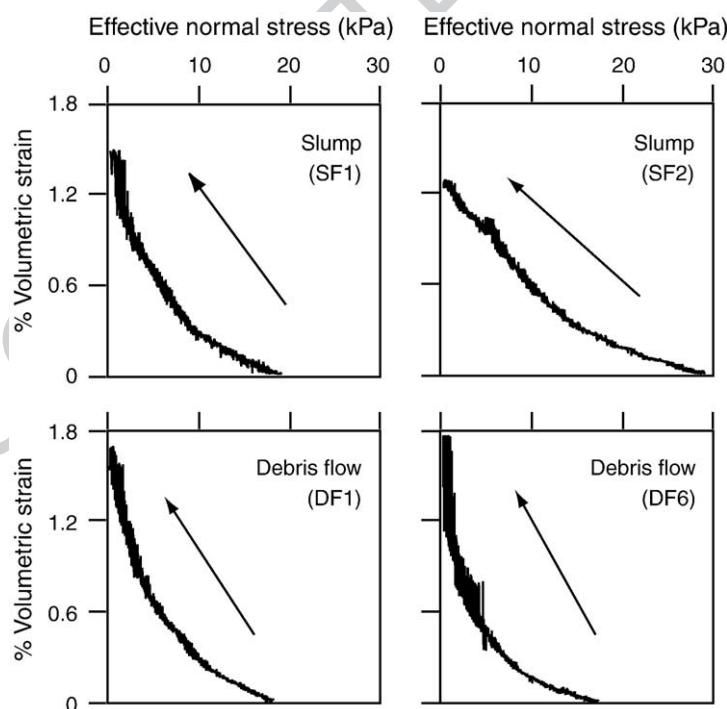 Effective normal stress (kPa) Effective normal stress (kPa)
0 10 20 30 0 10 20 30
1.8
1.2
0.6
0
% Volumetric strain
Slump
(SF1)
Slump
(SF2)
1.8
1.2
0.6
0
% Volumetric strain
Debris flow
(DF1)
Debris flow
(DF6)